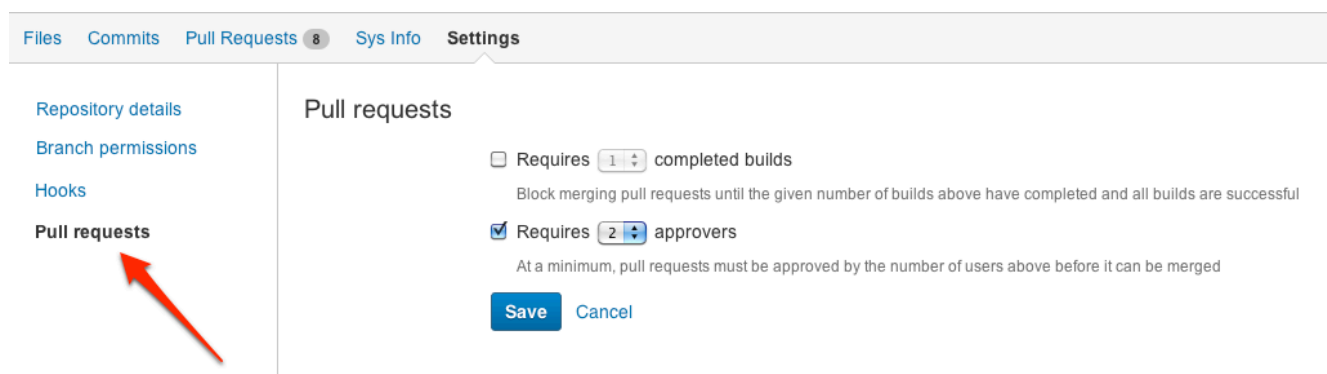 Files Commits Pull Requests 8 Sys Info Settings
Repository details
Branch permissions
Hooks
Pull requests
Pull requests
Requires 1 completed builds
Block merging pull requests until the given number of builds above have completed and all builds are successful
Requires 2 approvers
At a minimum, pull requests must be approved by the number of users above before it can be merged
Save Cancel